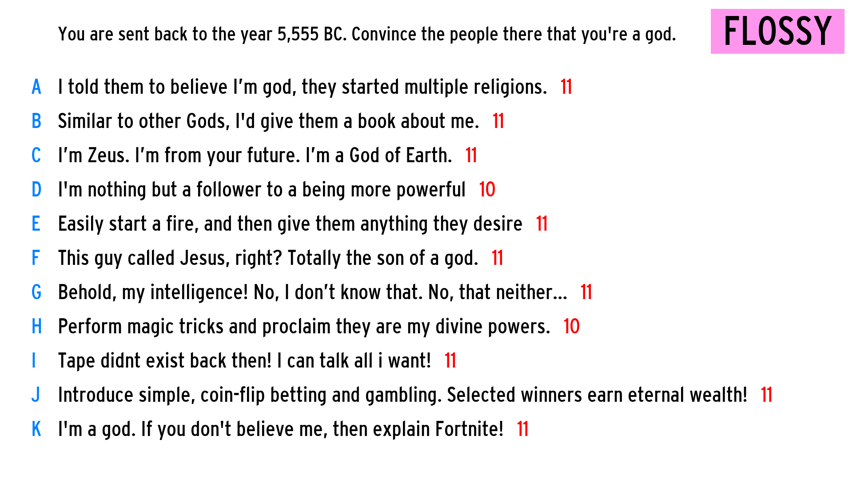 You are sent back to the year 5,555 BC. Convince the people there that you're a god.
FLOSSY
A I told them to believe I’m god, they started multiple religions. 11
B Similar to other Gods, I'd give them a book about me. 11
C I’m Zeus. I’m from your future. I’m a God of Earth. 11
D I'm nothing but a follower to a being more powerful 10
E Easily start a fire, and then give them anything they desire 11
F This guy called Jesus, right? Totally the son of a god. 11
G Behold, my intelligence! No, I don’t know that. No, that neither... 11
H Perform magic tricks and proclaim they are my divine powers. 10
I Tape didnt exist back then! I can talk all i want! 11
J Introduce simple, coin-flip betting and gambling. Selected winners earn eternal wealth! 11
K I'm a god. If you don't believe me, then explain Fortnite! 11